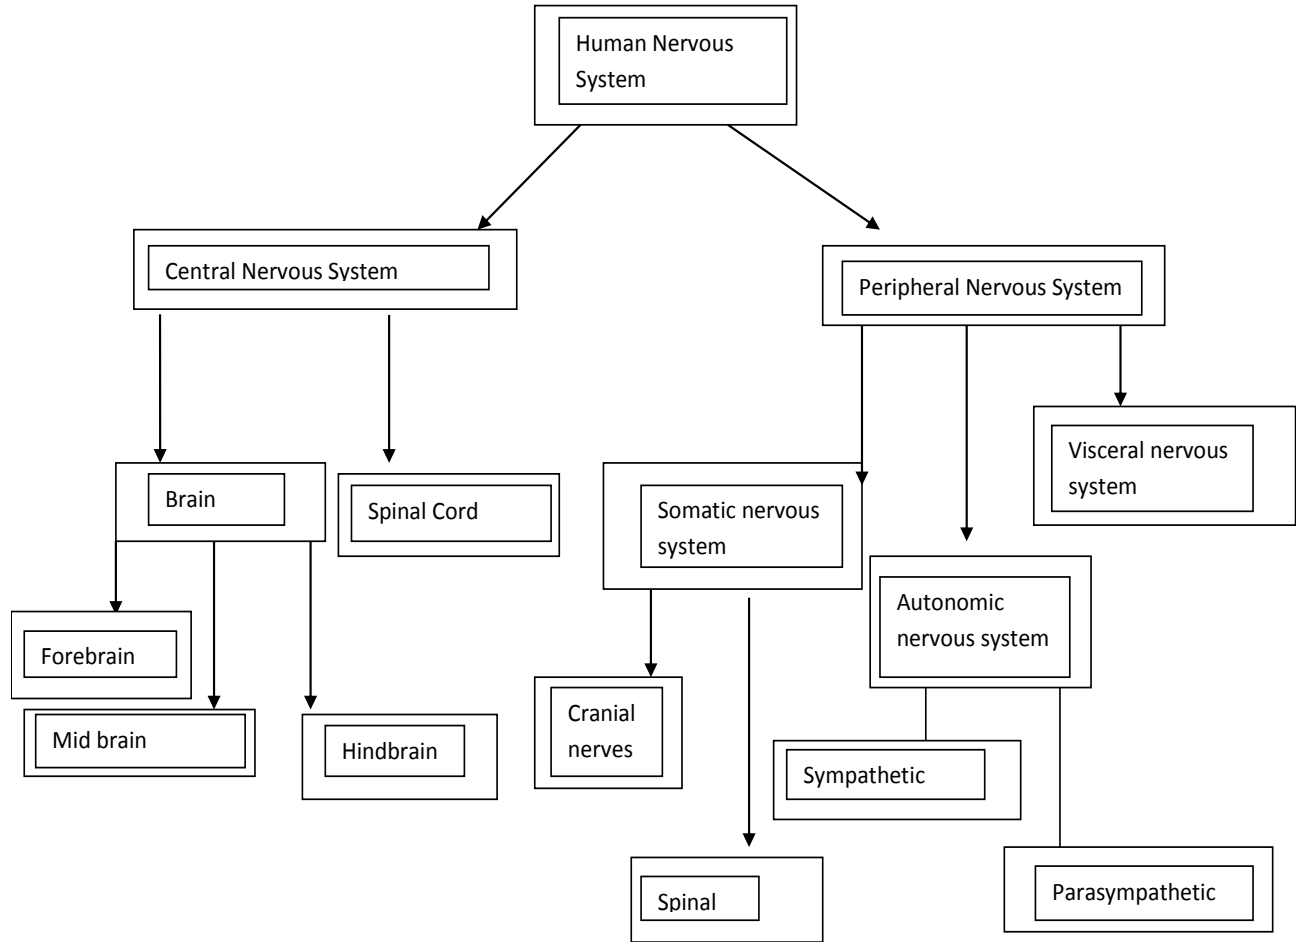 Human Nervous
System
Central Nervous System
Peripheral Nervous System
Visceral nervous
system
Brain
Spinal Cord
Somatic nervous
system
Autonomic
nervous system
Forebrain
Mid brain
Hindbrain
Cranial
nerves
Sympathetic
Spinal
Parasympathetic